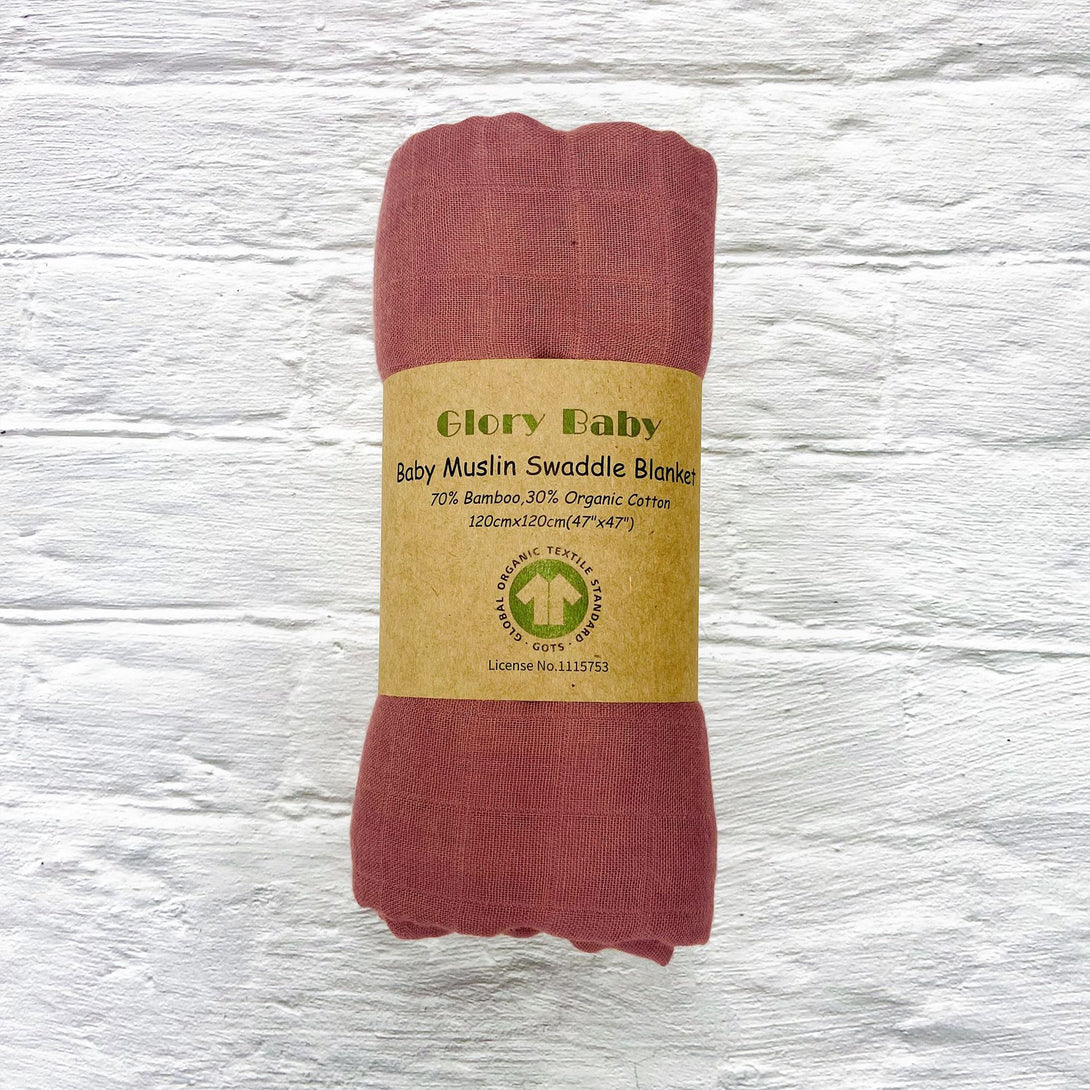 Glory Baby
Baby Muslin Swaddle Blanket
70% Bamboo,30% Organic Cotton
120cmx120cm(47"x47")
GLOBAL ORGANIC TEXTILE STANDARD
· GOTS ·
License No.1115753